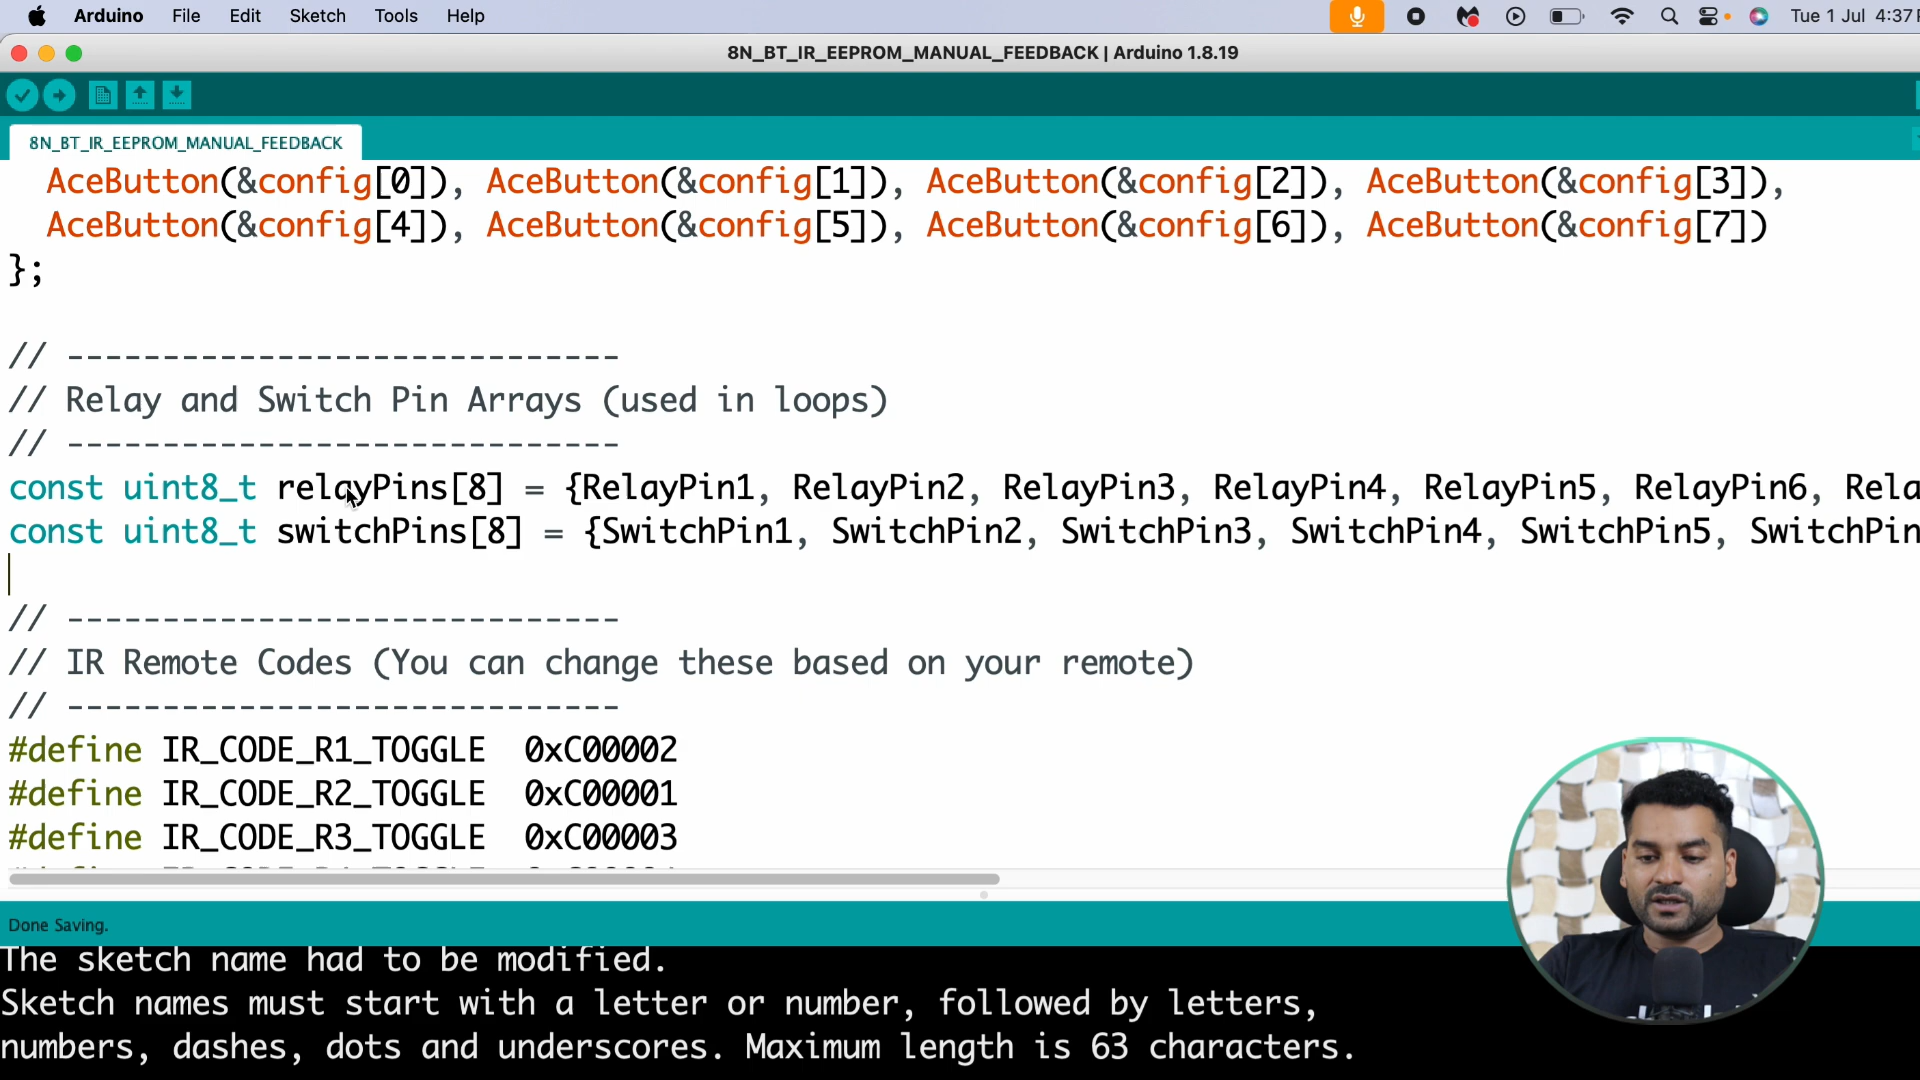 Arduino File Edit Sketch Tools Help Tue 1 Jul 4:37
8N_BT_IR_EEPROM_MANUAL_FEEDBACK | Arduino 1.8.19
8N_BT_IR_EEPROM_MANUAL_FEEDBACK
AceButton(&config[0]), AceButton(&config[1]), AceButton(&config[2]), AceButton(&config[3]),
AceButton(&config[4]), AceButton(&config[5]), AceButton(&config[6]), AceButton(&config[7])
};
// -----------------------------
// Relay and Switch Pin Arrays (used in loops)
// -----------------------------
const uint8_t relayPins[8] = {RelayPin1, RelayPin2, RelayPin3, RelayPin4, RelayPin5, RelayPin6, Rela
const uint8_t switchPins[8] = {SwitchPin1, SwitchPin2, SwitchPin3, SwitchPin4, SwitchPin5, SwitchPin
// -----------------------------
// IR Remote Codes (You can change these based on your remote)
// -----------------------------
#define IR_CODE_R1_TOGGLE 0xC00002
#define IR_CODE_R2_TOGGLE 0xC00001
#define IR_CODE_R3_TOGGLE 0xC00003
Done Saving.
The sketch name had to be modified.
Sketch names must start with a letter or number, followed by letters,
numbers, dashes, dots and underscores. Maximum length is 63 characters.